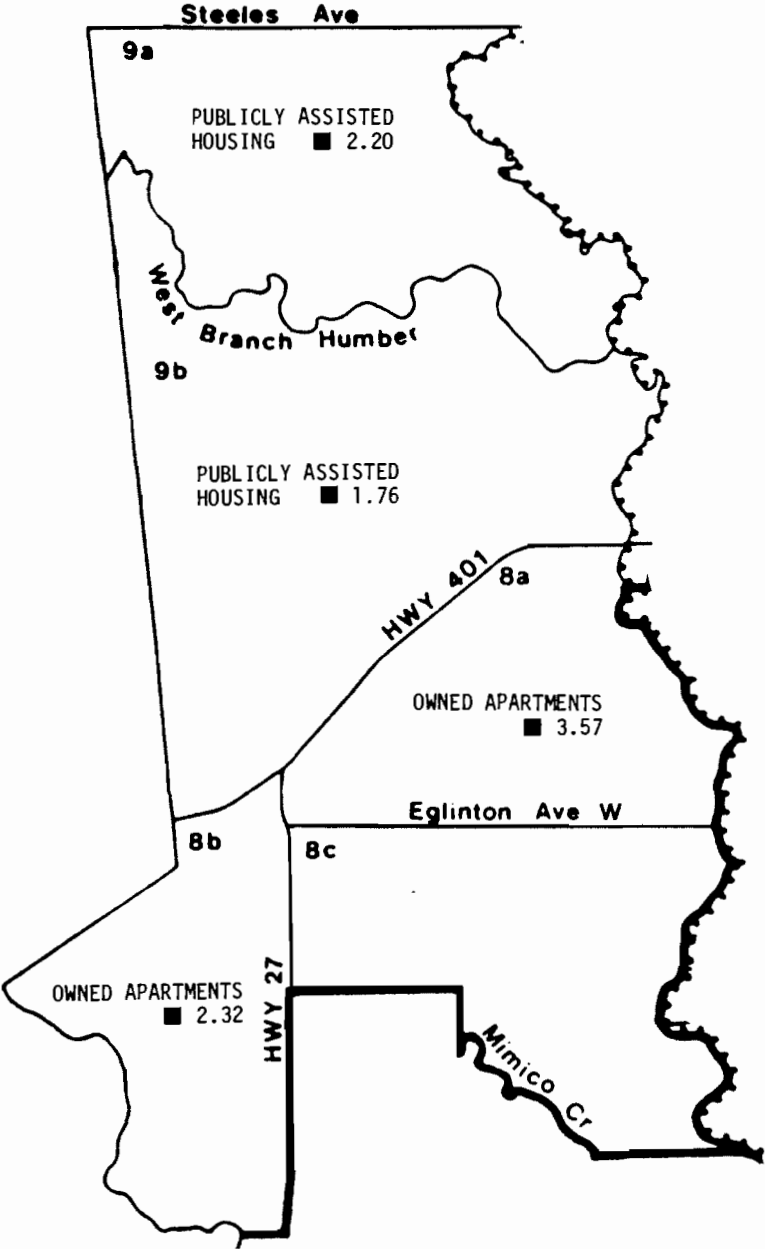 Steeles Ave
9a
PUBLICLY ASSISTED
HOUSING ■ 2.20
West Branch Humber
9b
PUBLICLY ASSISTED
HOUSING ■ 1.76
HWY 401
8a
OWNED APARTMENTS
■ 3.57
Eglinton Ave W
8b
8c
OWNED APARTMENTS
■ 2.32
HWY 27
Mimico Cr